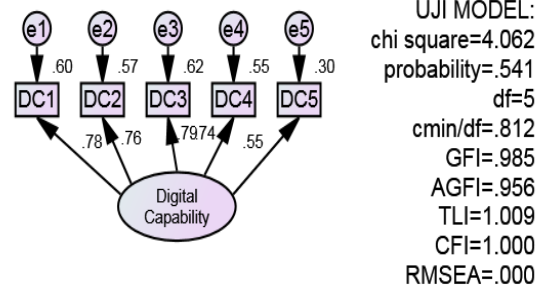 e1 e2 e3 e4 e5
.60 .57 .62 .55 .30
DC1 DC2 DC3 DC4 DC5
.78 .76 .79 .74 .55
Digital
Capability
UJI MODEL:
chi square=4.062
probability=.541
df=5
cmin/df=.812
GFI=.985
AGFI=.956
TLI=1.009
CFI=1.000
RMSEA=.000